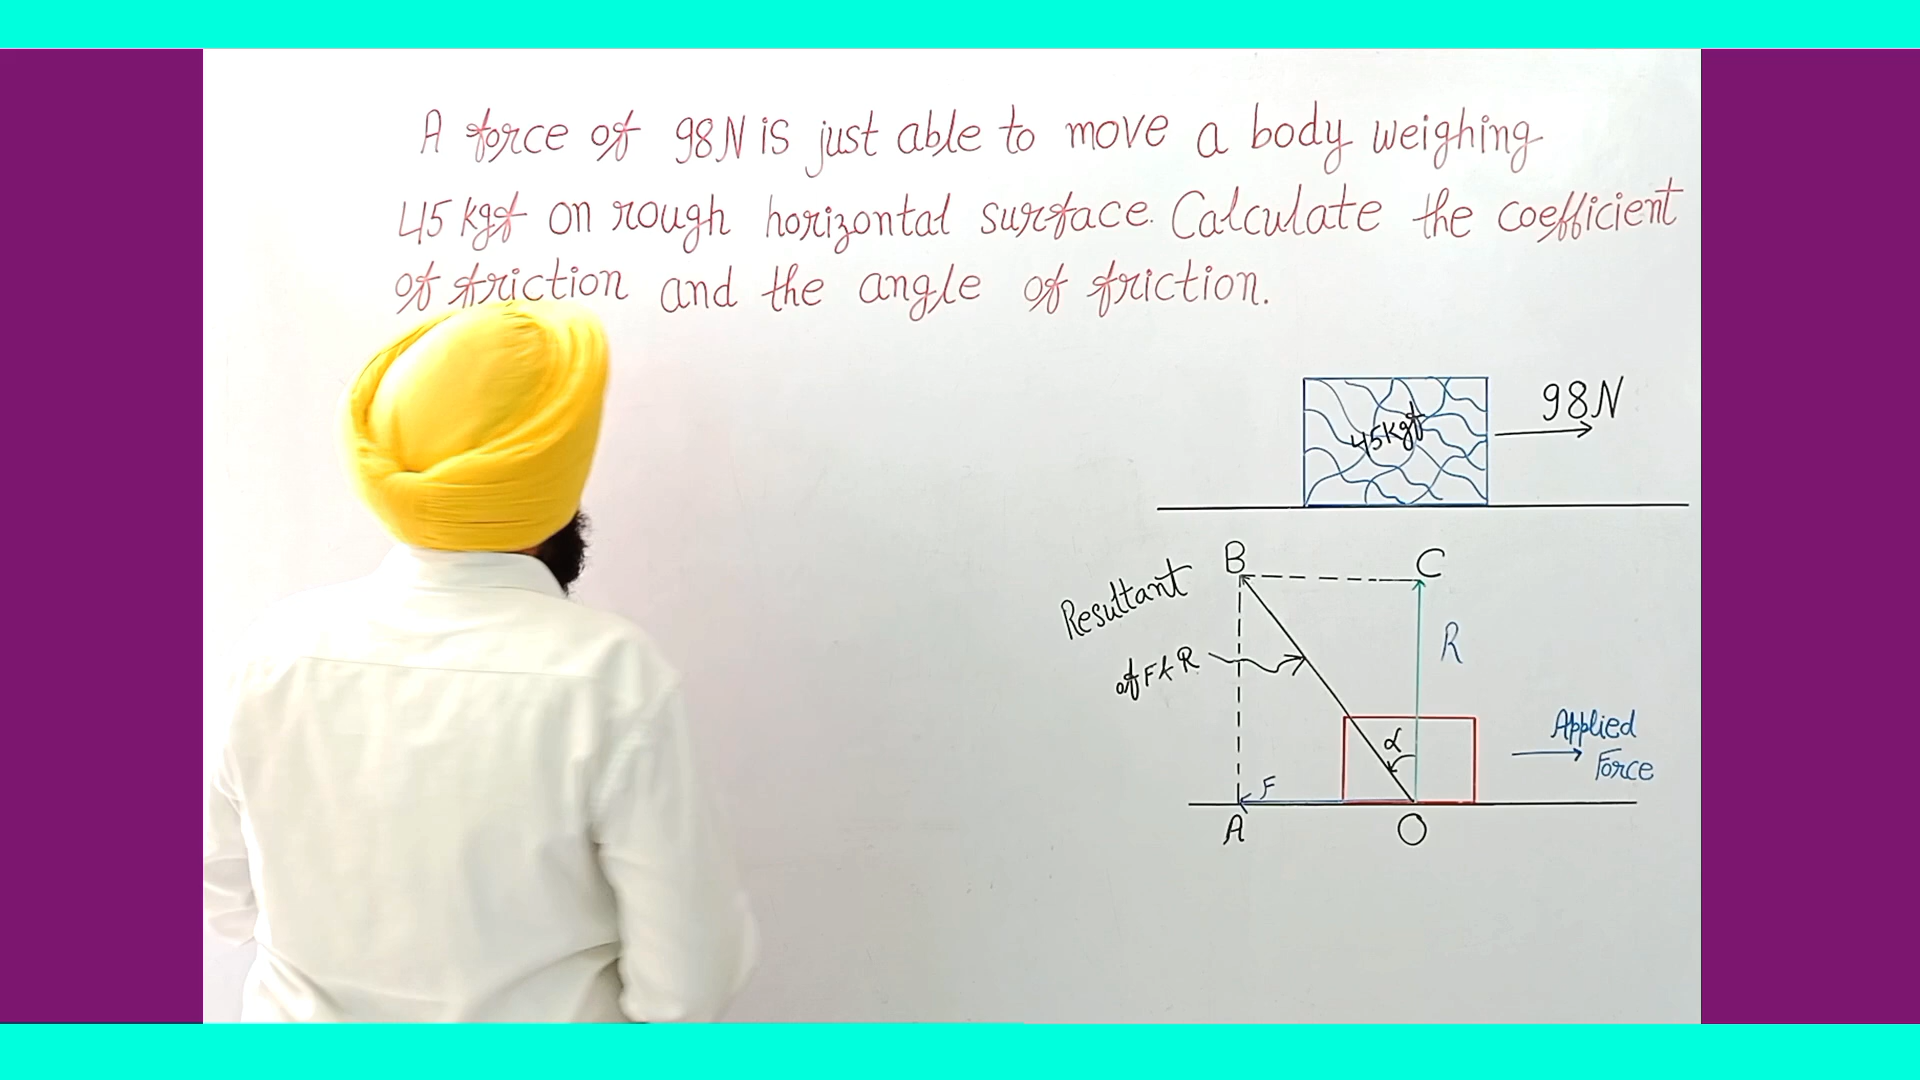 A force of 98N is just able to move a body weighing
45 kgf on rough horizontal surface. Calculate the coefficient
of friction and the angle of friction.
45kgf
98N
B
C
Resultant
of F & R
R
α
Applied
Force
F
A
O